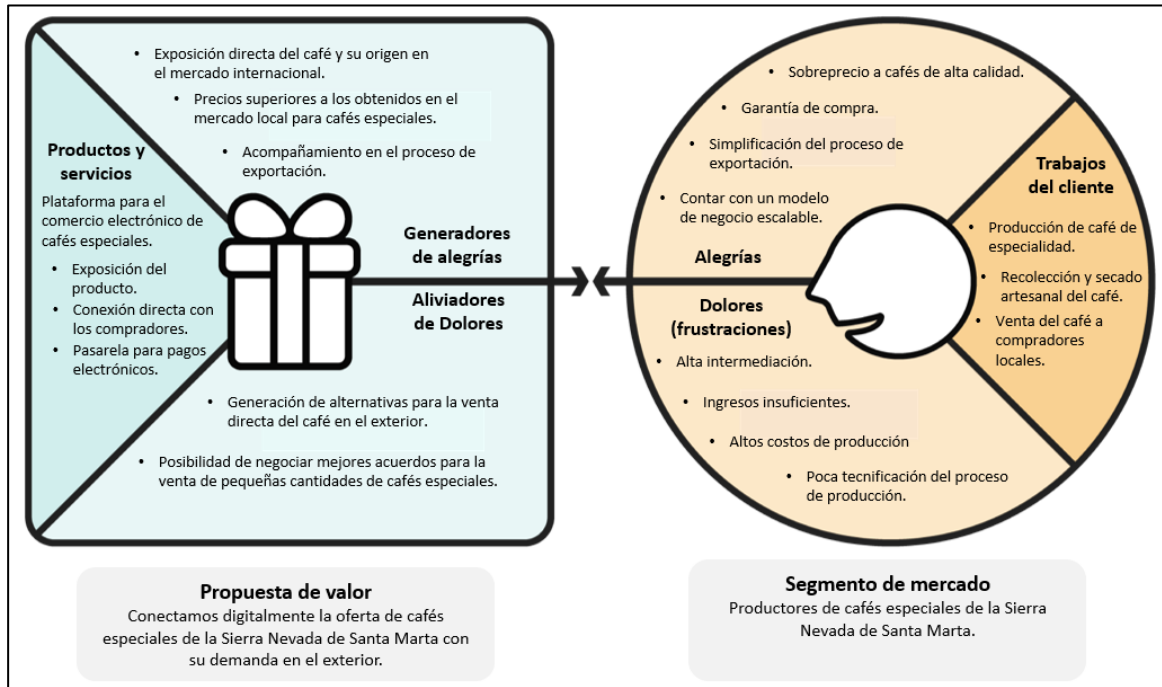 • Exposición directa del café y su origen en
el mercado internacional.
• Precios superiores a los obtenidos en el
mercado local para cafés especiales.
• Acompañamiento en el proceso de
exportación.
Productos y
servicios
Plataforma para el
comercio electrónico de
cafés especiales.
• Exposición del
producto.
• Conexión directa con
los compradores.
• Pasarela para pagos
electrónicos.
Generadores
de alegrías
Aliviadores
de Dolores
• Generación de alternativas para la venta
directa del café en el exterior.
• Posibilidad de negociar mejores acuerdos para la
venta de pequeñas cantidades de cafés especiales.
• Sobreprecio a cafés de alta calidad.
• Garantía de compra.
• Simplificación del proceso de
exportación.
• Contar con un modelo
de negocio escalable.
Alegrías
Dolores
(frustraciones)
• Alta intermediación.
• Ingresos insuficientes.
• Altos costos de producción
• Poca tecnificación del proceso
de producción.
Trabajos
del cliente
• Producción de café de
especialidad.
• Recolección y secado
artesanal del café.
• Venta del café a
compradores
locales.
Propuesta de valor
Conectamos digitalmente la oferta de cafés
especiales de la Sierra Nevada de Santa Marta con
su demanda en el exterior.
Segmento de mercado
Productores de cafés especiales de la Sierra
Nevada de Santa Marta.